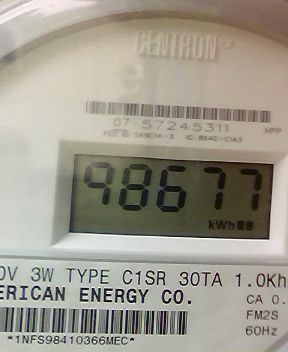 CENTRON
07 57245311 NPP
98677
kWh
0V 3W TYPE C1SR 30TA 1.0Kh
ERICAN ENERGY CO.
CA 0.
FM2S
60Hz
*1NFS98410366MEC*